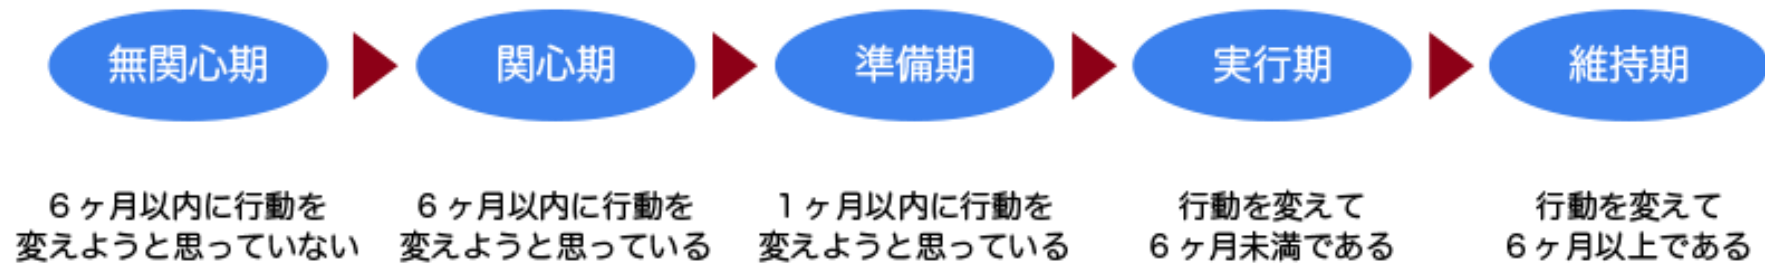 無関心期
関心期
準備期
実行期
維持期
6ヶ月以内に行動を
変えようと思っていない
6ヶ月以内に行動を
変えようと思っている
1ヶ月以内に行動を
変えようと思っている
行動を変えて
6ヶ月未満である
行動を変えて
6ヶ月以上である